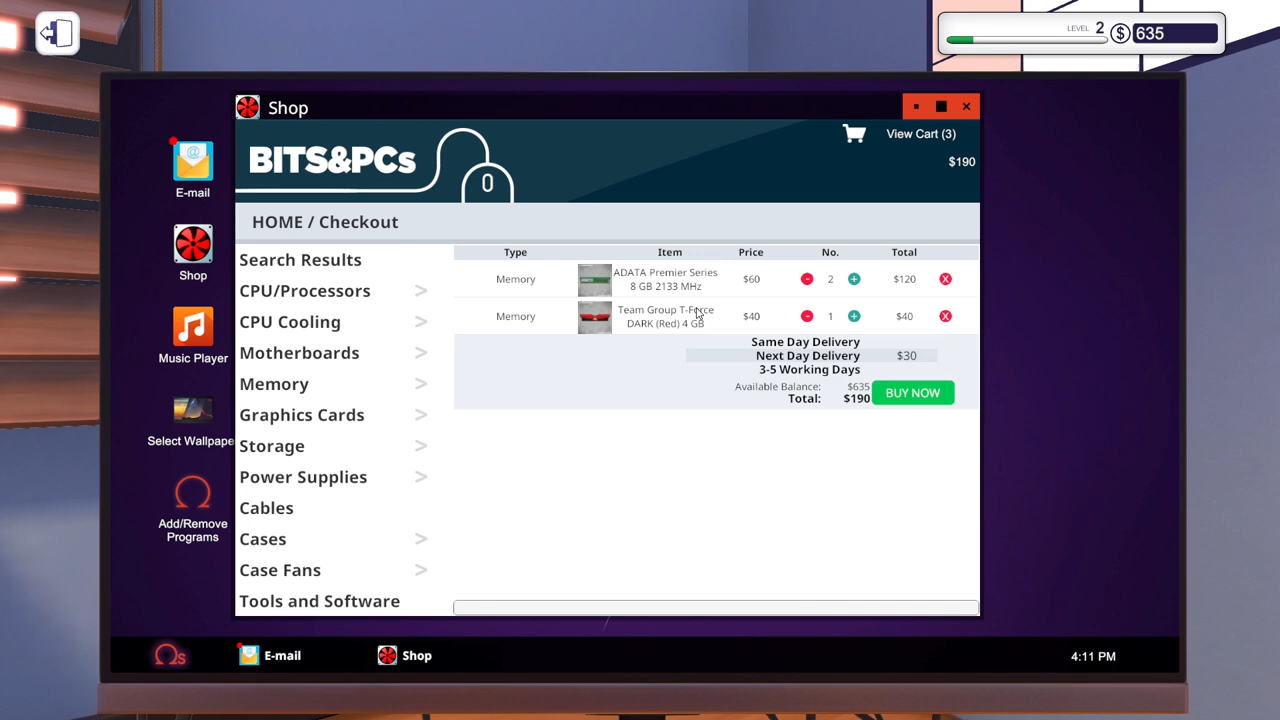 LEVEL 2 $ 635
Shop
View Cart (3)
BITS&PCs
$190
HOME / Checkout
Search Results
CPU/Processors >
CPU Cooling >
Motherboards >
Memory >
Graphics Cards >
Storage >
Power Supplies >
Cables
Cases >
Case Fans >
Tools and Software
Type Item Price No. Total
Memory ADATA Premier Series 8 GB 2133 MHz $60 - 2 + $120 X
Memory Team Group T-Force DARK (Red) 4 GB $40 - 1 + $40 X
Same Day Delivery
Next Day Delivery $30
3-5 Working Days
Available Balance: $635
Total: $190
BUY NOW
E-mail
Shop
Music Player
Select Wallpape
Add/Remove
Programs
Ωs E-mail Shop 4:11 PM